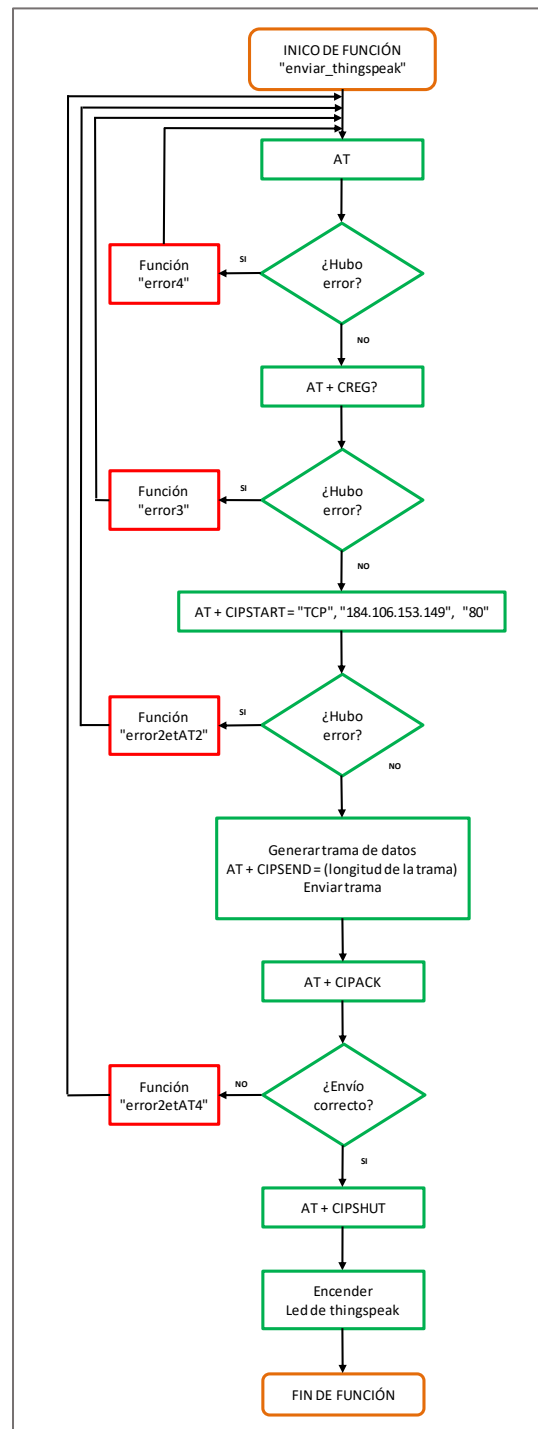 INICO DE FUNCIÓN
"enviar_thingspeak"
AT
Función
"error4"
SI
¿Hubo
error?
NO
AT + CREG?
Función
"error3"
SI
¿Hubo
error?
NO
AT + CIPSTART = "TCP", "184.106.153.149", "80"
Función
"error2etAT2"
SI
¿Hubo
error?
NO
Generar trama de datos
AT + CIPSEND = (longitud de la trama)
Enviar trama
AT + CIPACK
Función
"error2etAT4"
NO
¿Envío
correcto?
SI
AT + CIPSHUT
Encender
Led de thingspeak
FIN DE FUNCIÓN